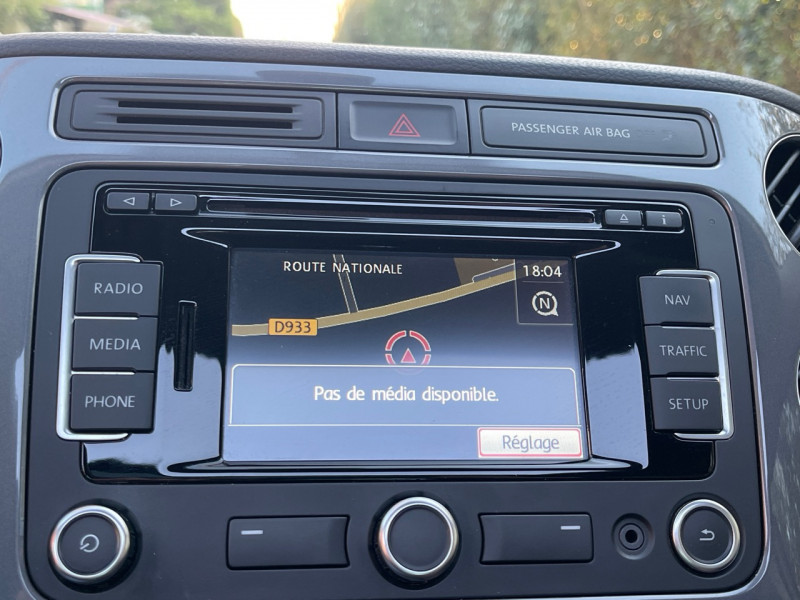 PASSENGER AIR BAG
i
ROUTE NATIONALE
18:04
N
D933
Pas de média disponible.
Réglage
RADIO
MEDIA
PHONE
NAV
TRAFFIC
SETUP